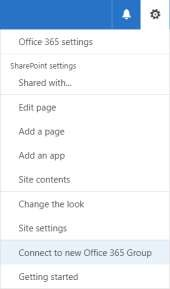 Office 365 settings
SharePoint settings
Shared with...
Edit page
Add a page
Add an app
Site contents
Change the look
Site settings
Connect to new Office 365 Group
Getting started